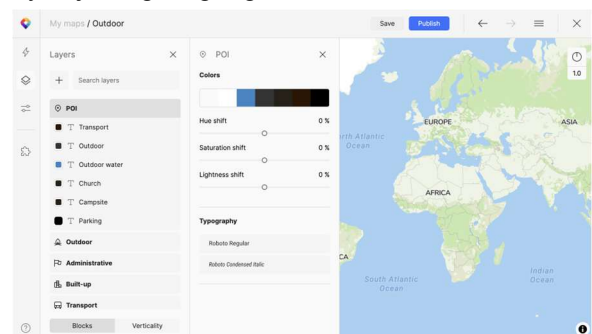 My maps / Outdoor
Save
Publish
Layers
Search layers
POI
Transport
Outdoor
Outdoor water
Church
Campsite
Parking
Outdoor
Administrative
Built-up
Transport
Blocks
Verticality
POI
Colors
Hue shift
0 %
Saturation shift
0 %
Lightness shift
0 %
Typography
Roboto Regular
Roboto Condensed Italic
1.0
EUROPE
ASIA
rth Atlantic
Ocean
AFRICA
CA
South Atlantic
Ocean
Indian
Ocean